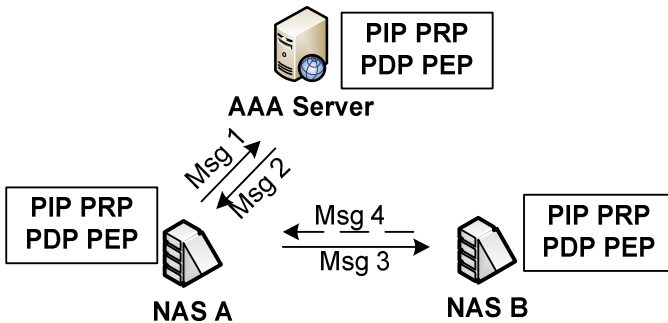 PIP PRP
PDP PEP
AAA Server
Msg 1
Msg 2
PIP PRP
PDP PEP
NAS A
Msg 4
Msg 3
PIP PRP
PDP PEP
NAS B